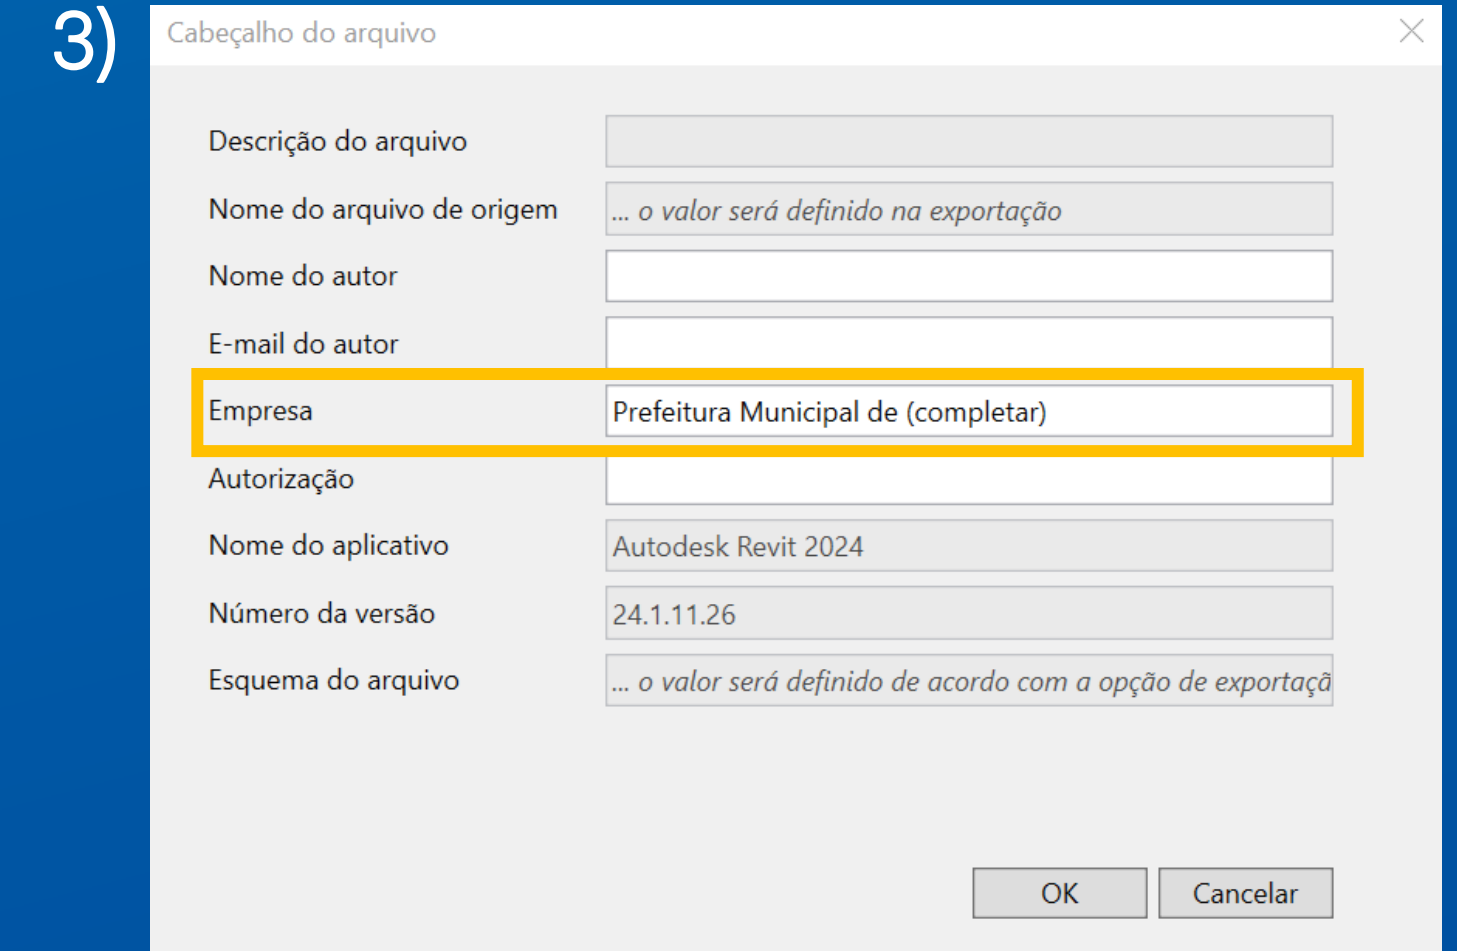 3)
Cabeçalho do arquivo
Descrição do arquivo
Nome do arquivo de origem ... o valor será definido na exportação
Nome do autor
E-mail do autor
Empresa Prefeitura Municipal de (completar)
Autorização
Nome do aplicativo Autodesk Revit 2024
Número da versão 24.1.11.26
Esquema do arquivo ... o valor será definido de acordo com a opção de exportaçã
OK Cancelar